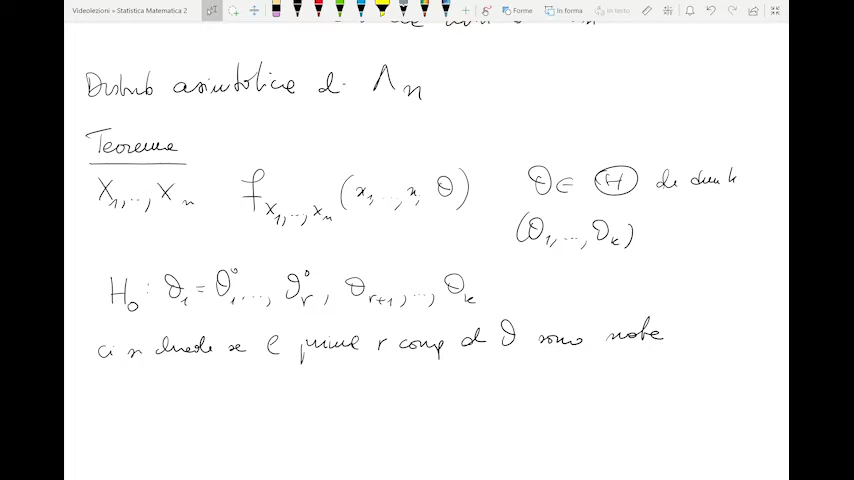 Videolezioni » Statistica Matematica 2
Forme
In forma
In testo
Distrib asintotica di Λn
Teorema
X1,..,Xn f X1,..,Xn (x1,..,xn, θ) θ ∈ Θ di dim k
(θ1,..,θk)
H0 : θ1 = θ1°,.., θr°, θr+1,..,θk
ci si chiede se le prime r comp di θ sono note